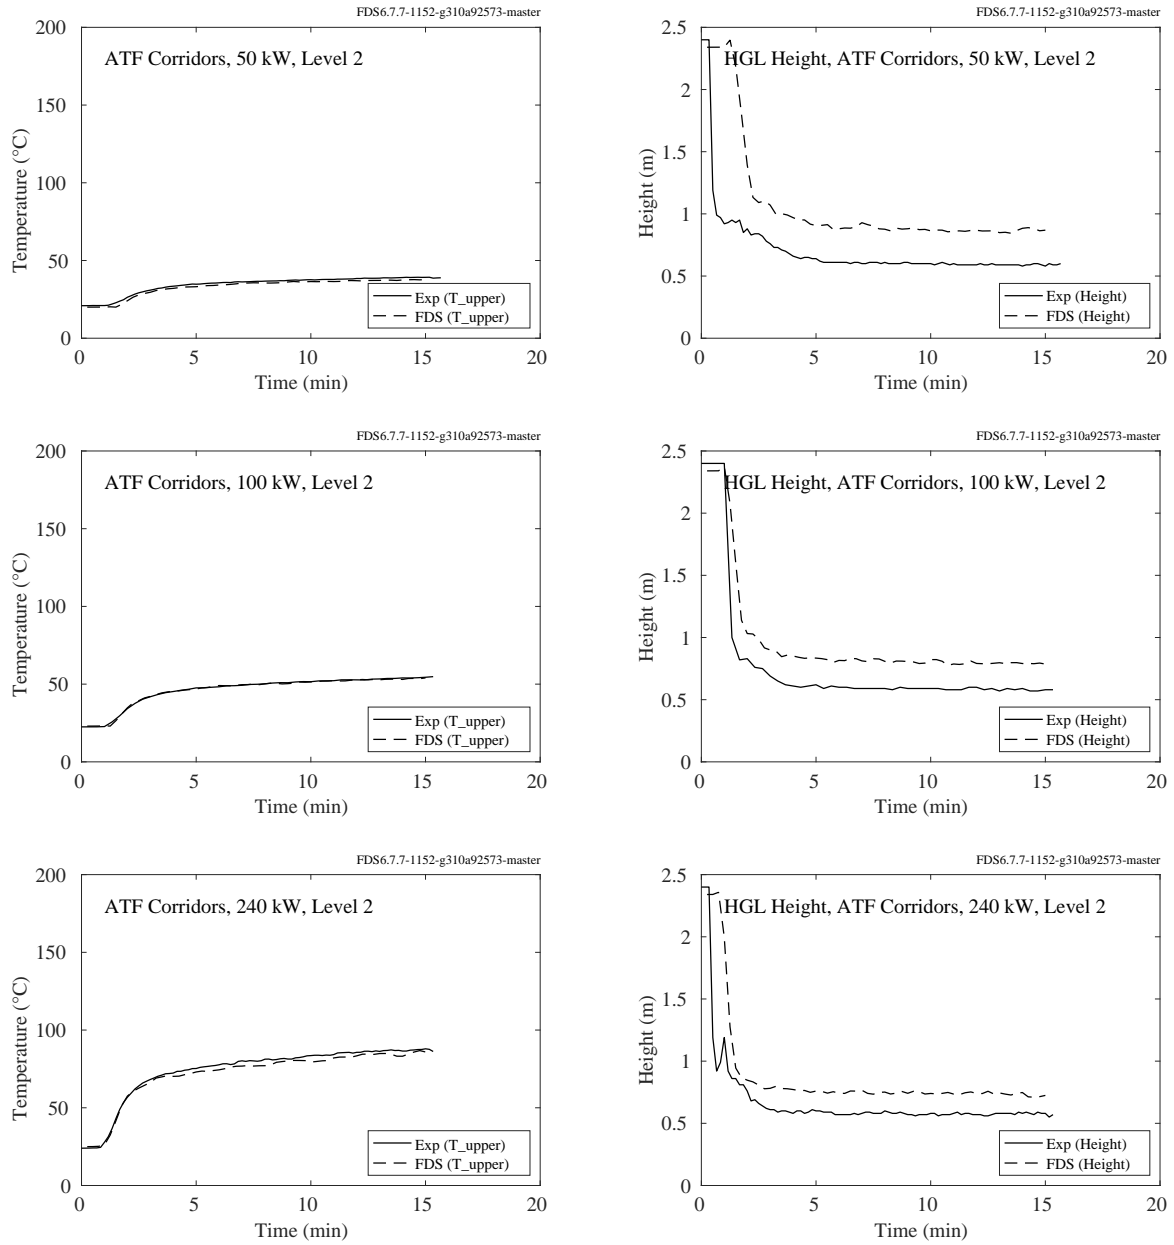 FDS6.7.7-1152-g310a92573-master
ATF Corridors, 50 kW, Level 2
200
150
100
50
0
Temperature (°C)
0 5 10 15 20
Time (min)
Exp (T_upper)
FDS (T_upper)
FDS6.7.7-1152-g310a92573-master
HGL Height, ATF Corridors, 50 kW, Level 2
2.5
2
1.5
1
0.5
0
Height (m)
0 5 10 15 20
Time (min)
Exp (Height)
FDS (Height)
FDS6.7.7-1152-g310a92573-master
ATF Corridors, 100 kW, Level 2
200
150
100
50
0
Temperature (°C)
0 5 10 15 20
Time (min)
Exp (T_upper)
FDS (T_upper)
FDS6.7.7-1152-g310a92573-master
HGL Height, ATF Corridors, 100 kW, Level 2
2.5
2
1.5
1
0.5
0
Height (m)
0 5 10 15 20
Time (min)
Exp (Height)
FDS (Height)
FDS6.7.7-1152-g310a92573-master
ATF Corridors, 240 kW, Level 2
200
150
100
50
0
Temperature (°C)
0 5 10 15 20
Time (min)
Exp (T_upper)
FDS (T_upper)
FDS6.7.7-1152-g310a92573-master
HGL Height, ATF Corridors, 240 kW, Level 2
2.5
2
1.5
1
0.5
0
Height (m)
0 5 10 15 20
Time (min)
Exp (Height)
FDS (Height)